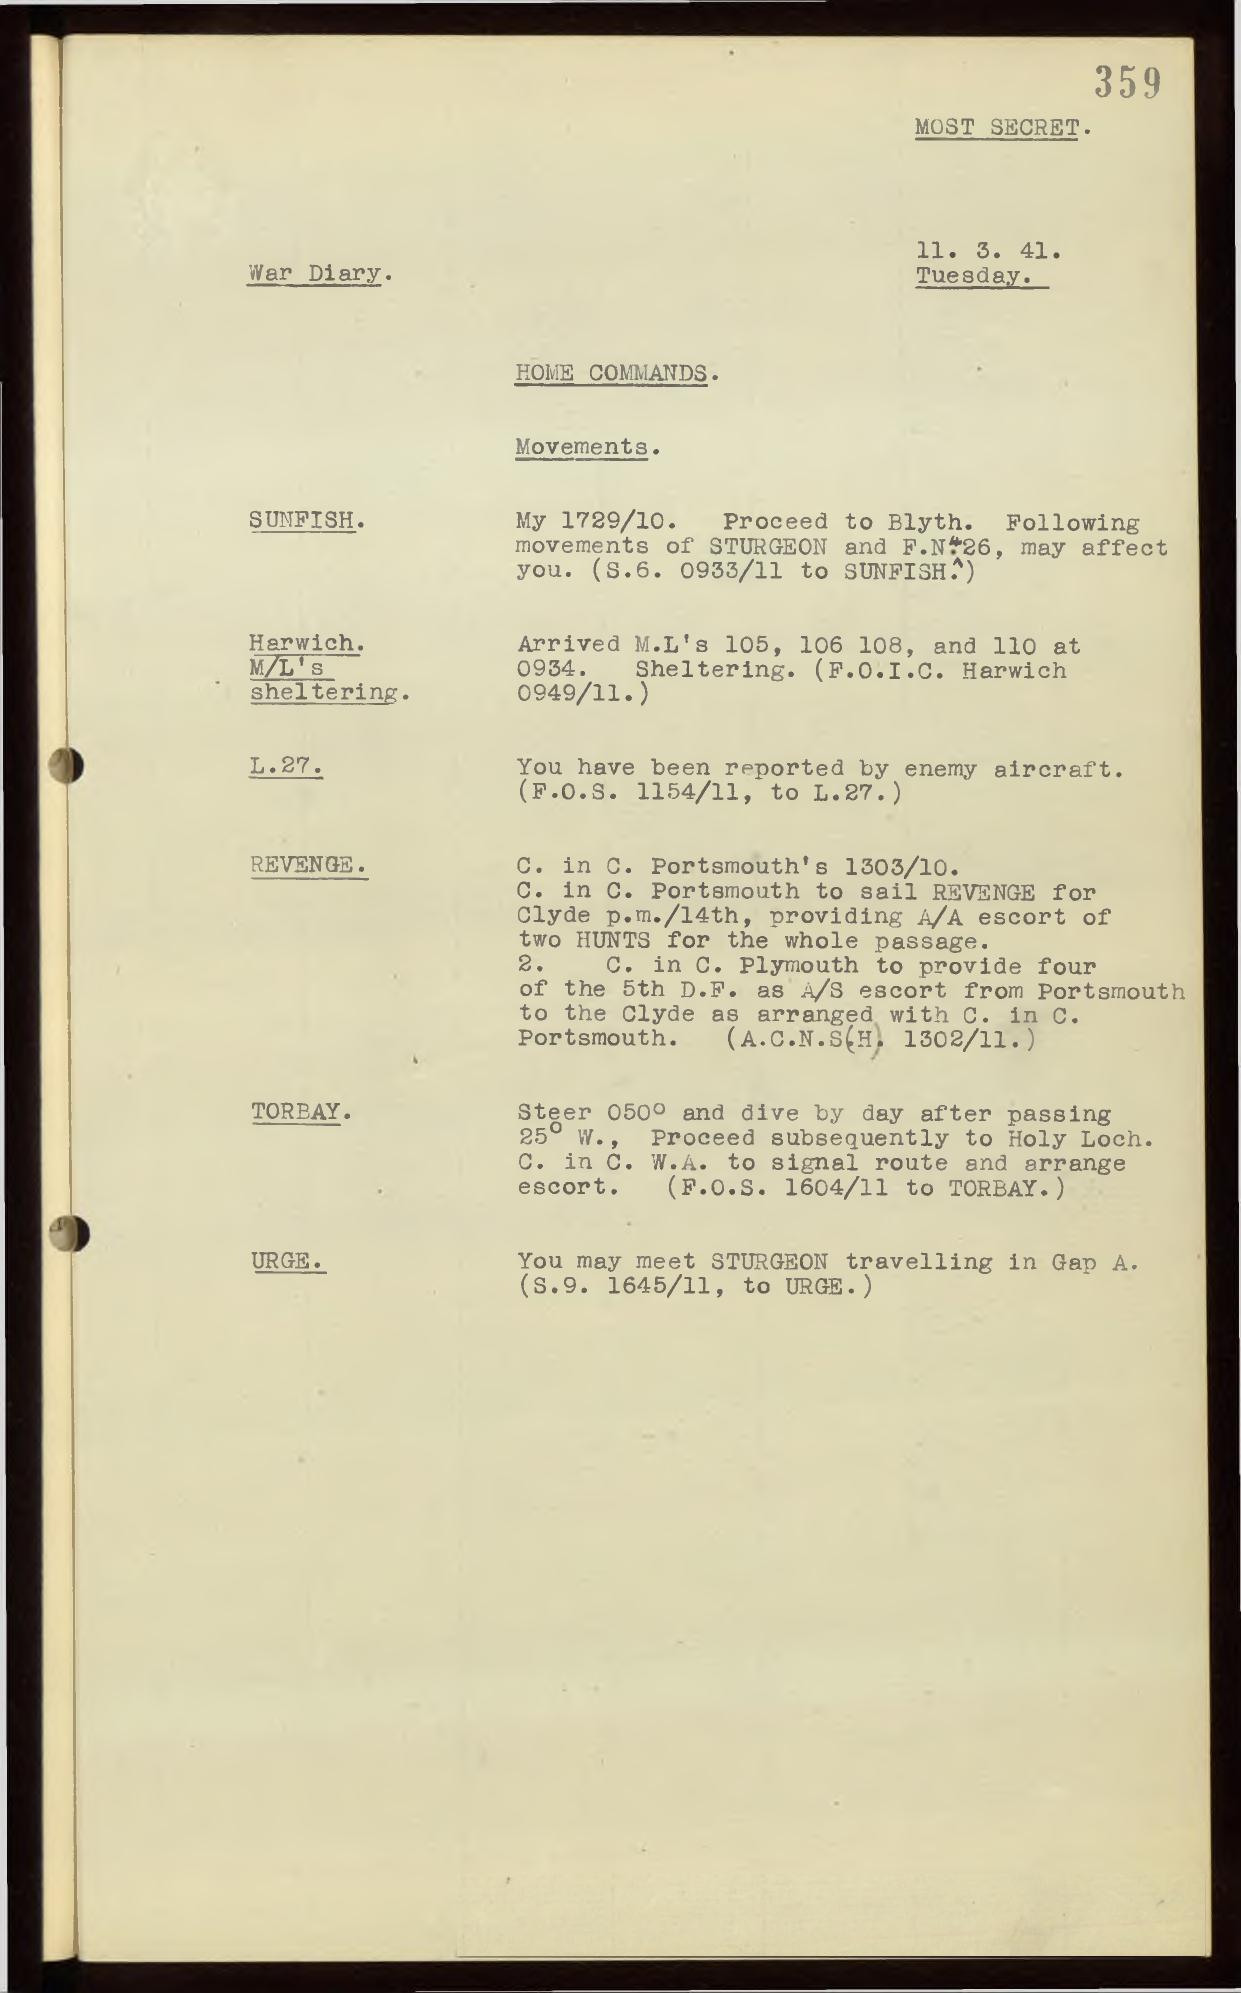 359
MOST SECRET.
11. 3. 41.
War Diary.
Tuesday.
HOME COMMANDS.
Movements.
SUNFISH.
My 1729/10. Proceed to Blyth. Following
movements of STURGEON and F.N. 26, may affect
you. (S.6. 0933/11 to SUNFISH.)
Harwich.
M/L's
sheltering.
Arrived M.L's 105, 106 108, and 110 at
0934. Sheltering. (F.O.I.C. Harwich
0949/11.)
L.27.
You have been reported by enemy aircraft.
(F.O.S. 1154/11, to L.27.)
REVENGE.
C. in C. Portsmouth's 1303/10.
C. in C. Portsmouth to sail REVENGE for
Clyde p.m./14th, providing A/A escort of
two HUNTS for the whole passage.
2. C. in C. Plymouth to provide four
of the 5th D.F. as A/S escort from Portsmouth
to the Clyde as arranged with C. in C.
Portsmouth. (A.C.N.S(H). 1302/11.)
TORBAY.
Steer 050° and dive by day after passing
25° W., Proceed subsequently to Holy Loch.
C. in C. W.A. to signal route and arrange
escort. (F.O.S. 1604/11 to TORBAY.)
URGE.
You may meet STURGEON travelling in Gap A.
(S.9. 1645/11, to URGE.)